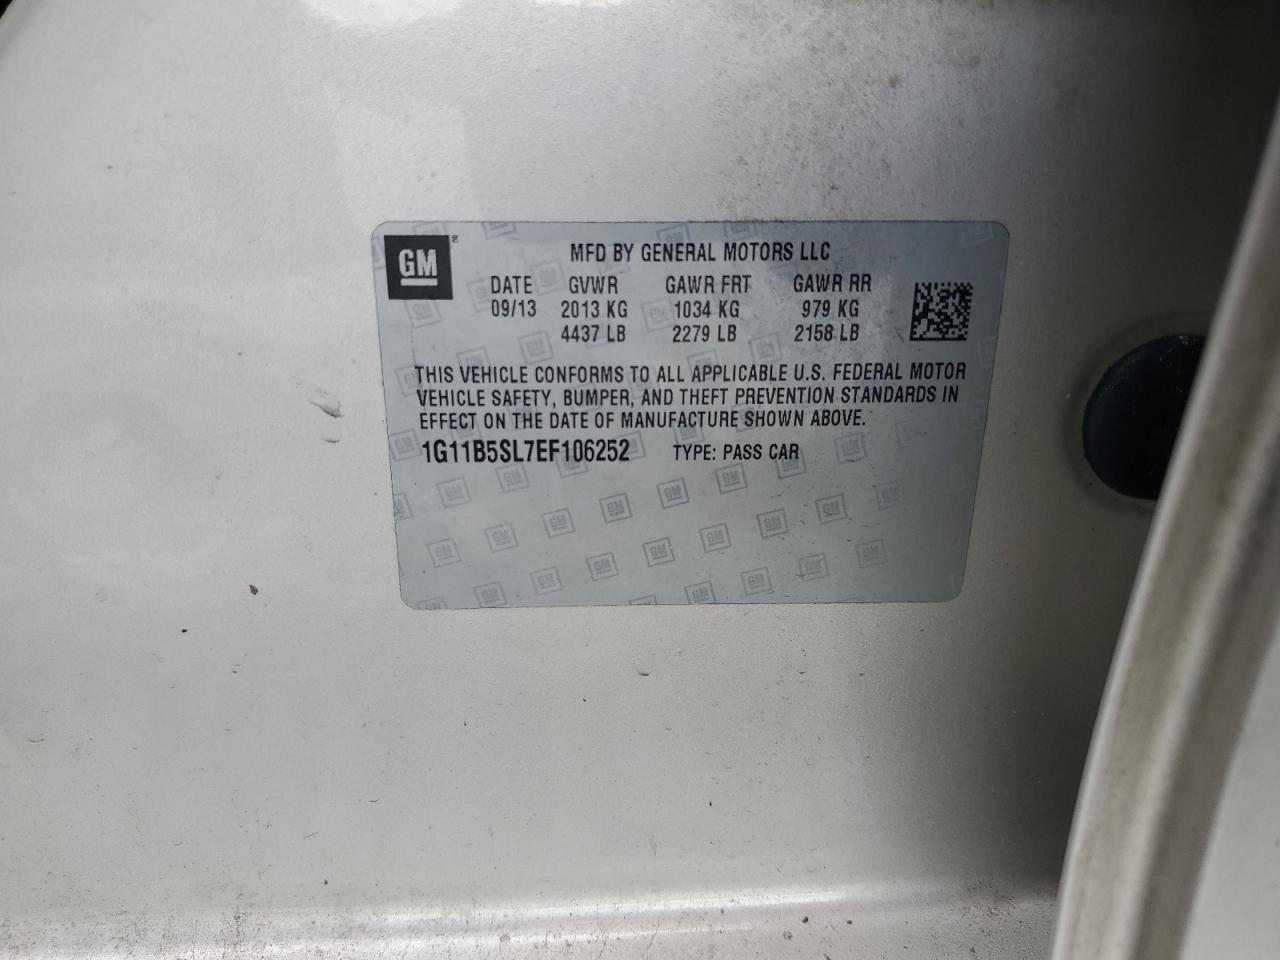 GM
MFD BY GENERAL MOTORS LLC
DATE GVWR GAWR FRT GAWR RR
09/13 2013 KG 1034 KG 979 KG
4437 LB 2279 LB 2158 LB
THIS VEHICLE CONFORMS TO ALL APPLICABLE U.S. FEDERAL MOTOR
VEHICLE SAFETY, BUMPER, AND THEFT PREVENTION STANDARDS IN
EFFECT ON THE DATE OF MANUFACTURE SHOWN ABOVE.
1G11B5SL7EF106252 TYPE: PASS CAR